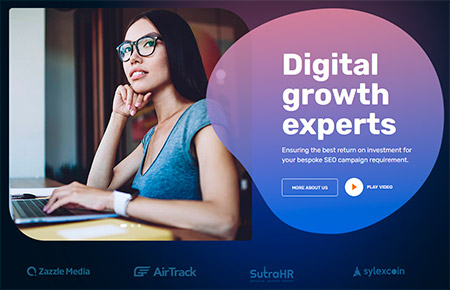 Digital
growth
experts
Ensuring the best return on investment for
your bespoke SEO campaign requirement.
MORE ABOUT US
PLAY VIDEO
Zazzle Media
AirTrack
SutraHR
sylexcoin